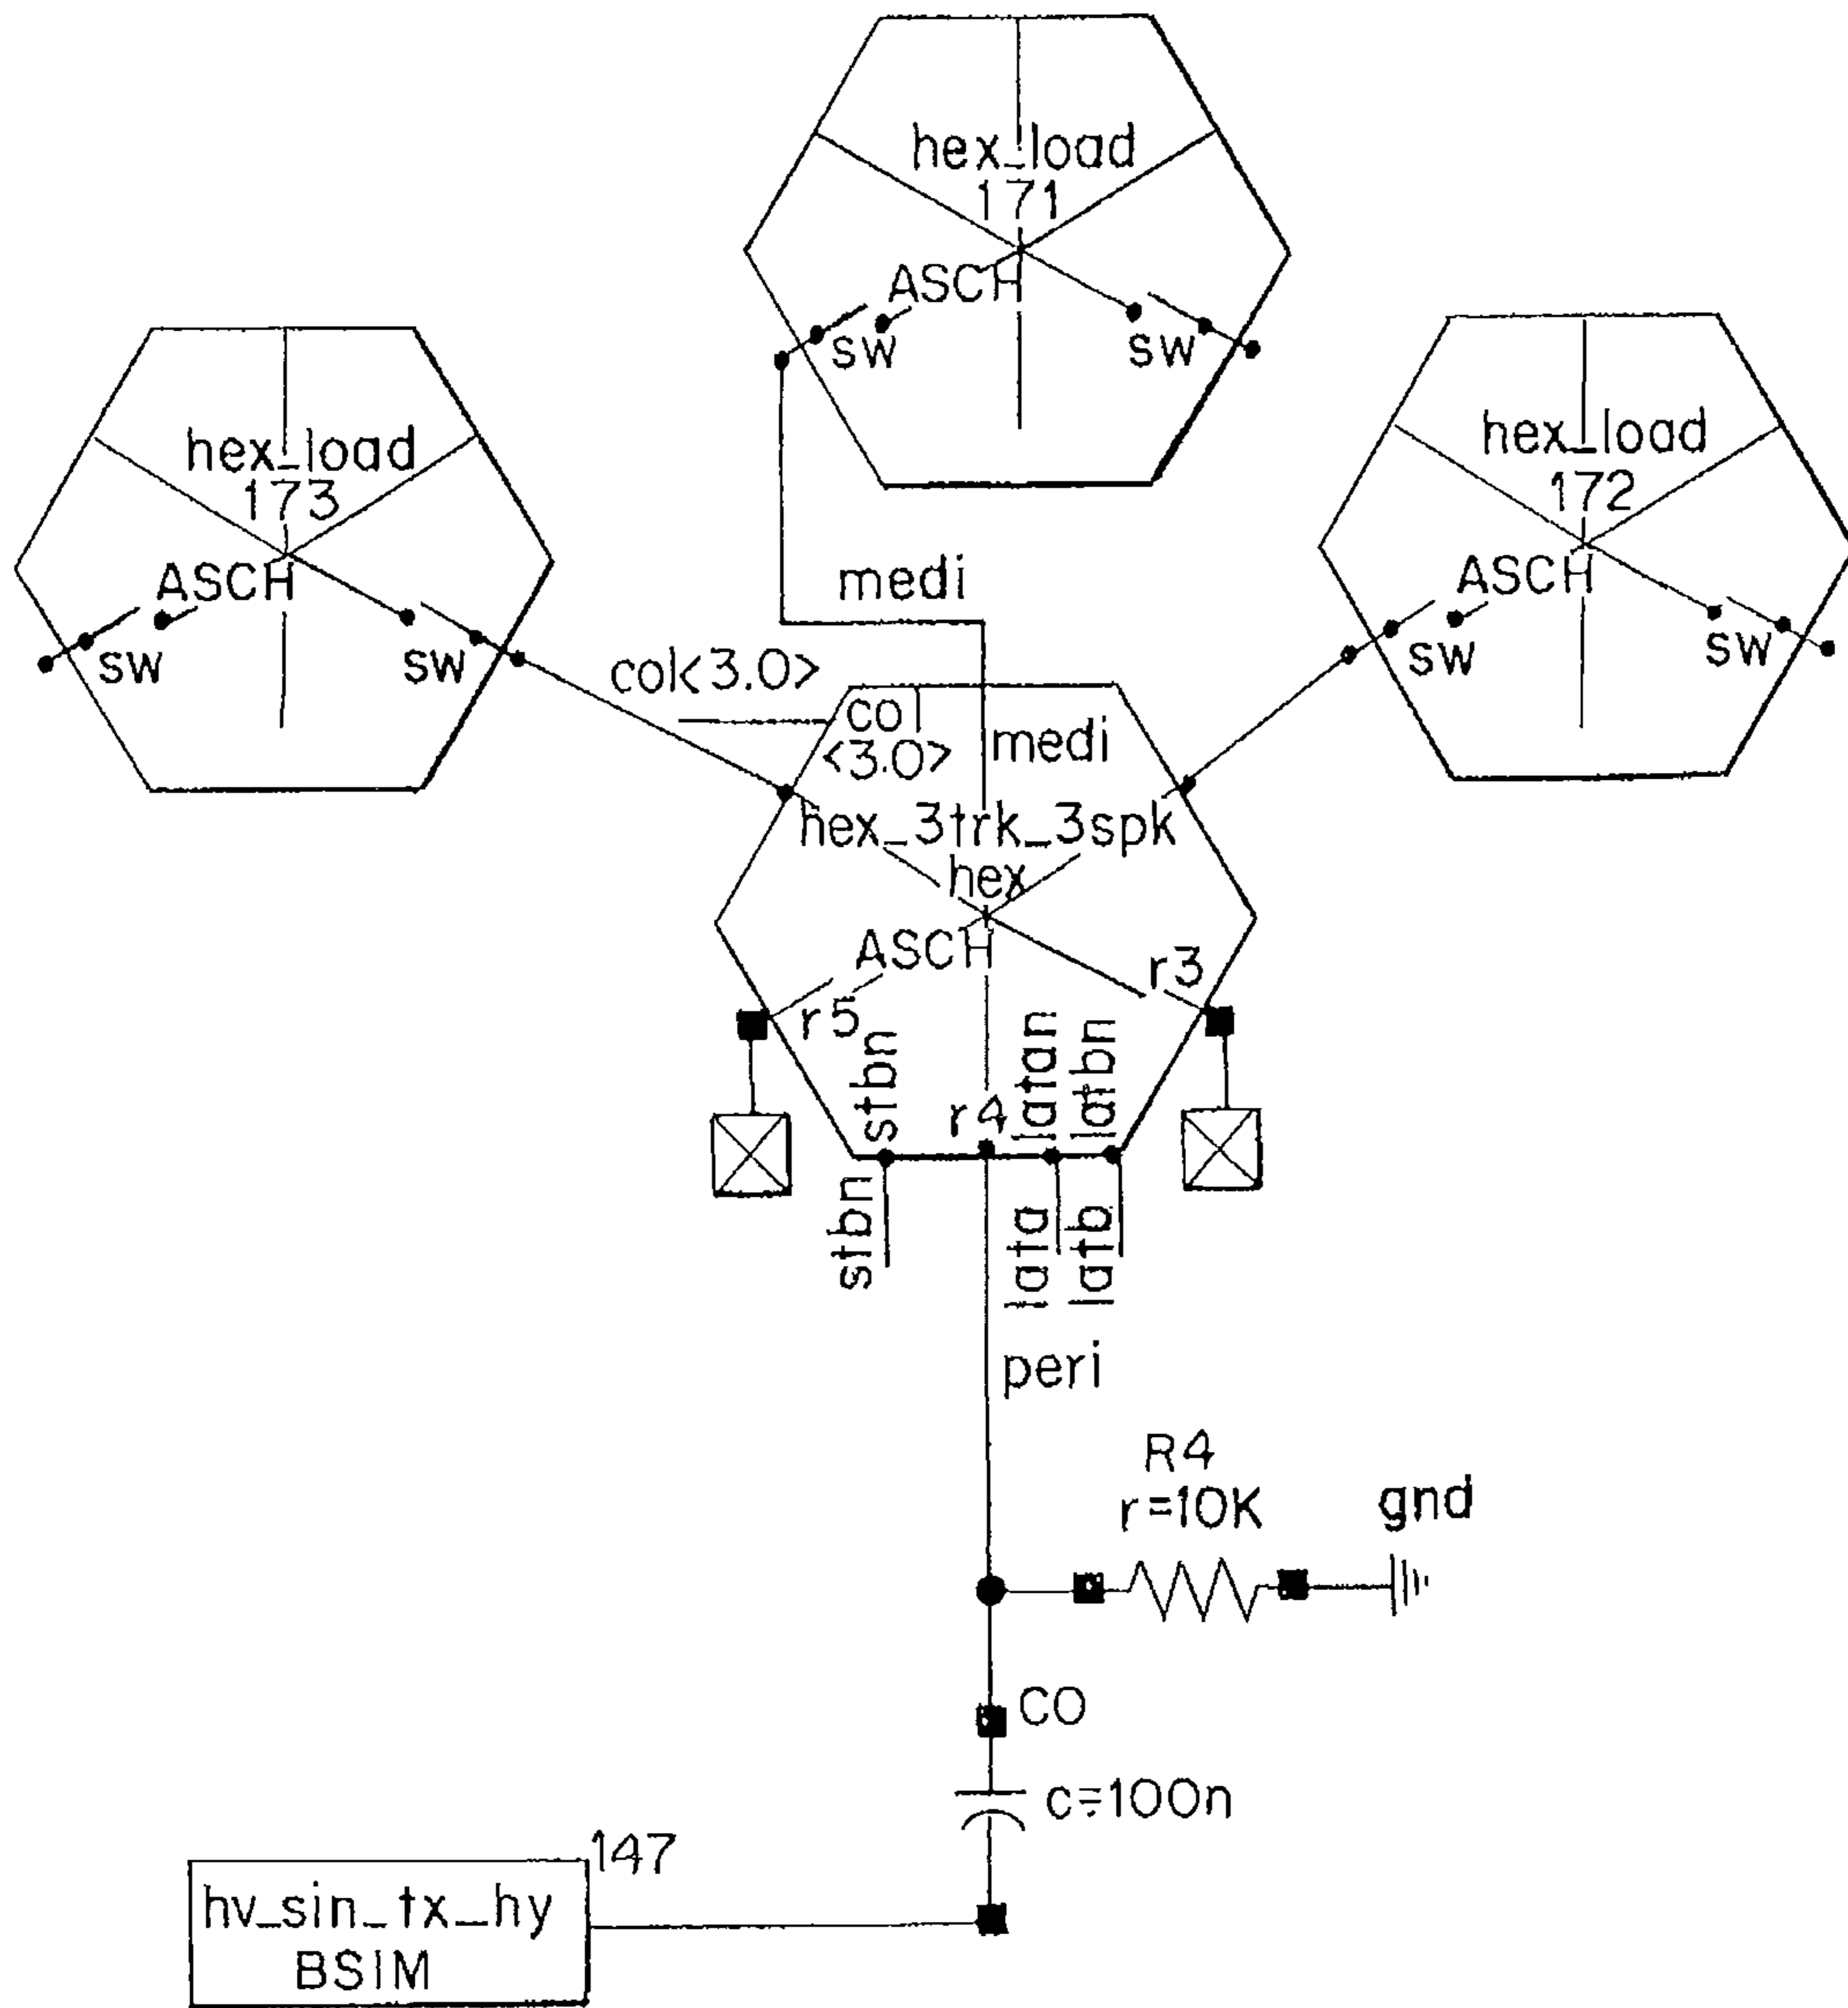 hex_load
171
ASCH
sw
sw
hex_load
173
ASCH
sw
sw
hex_load
172
ASCH
sw
sw
medi
col<3.0>
col
<3.0>
medi
hex_3trk_3spk
hex
ASCH
r3
r5
stbn
r4
latan
latbn
stbn
lata
latb
peri
R4
r=10K
gnd
CO
c=100n
147
hv_sin_tx_hy
BSIM